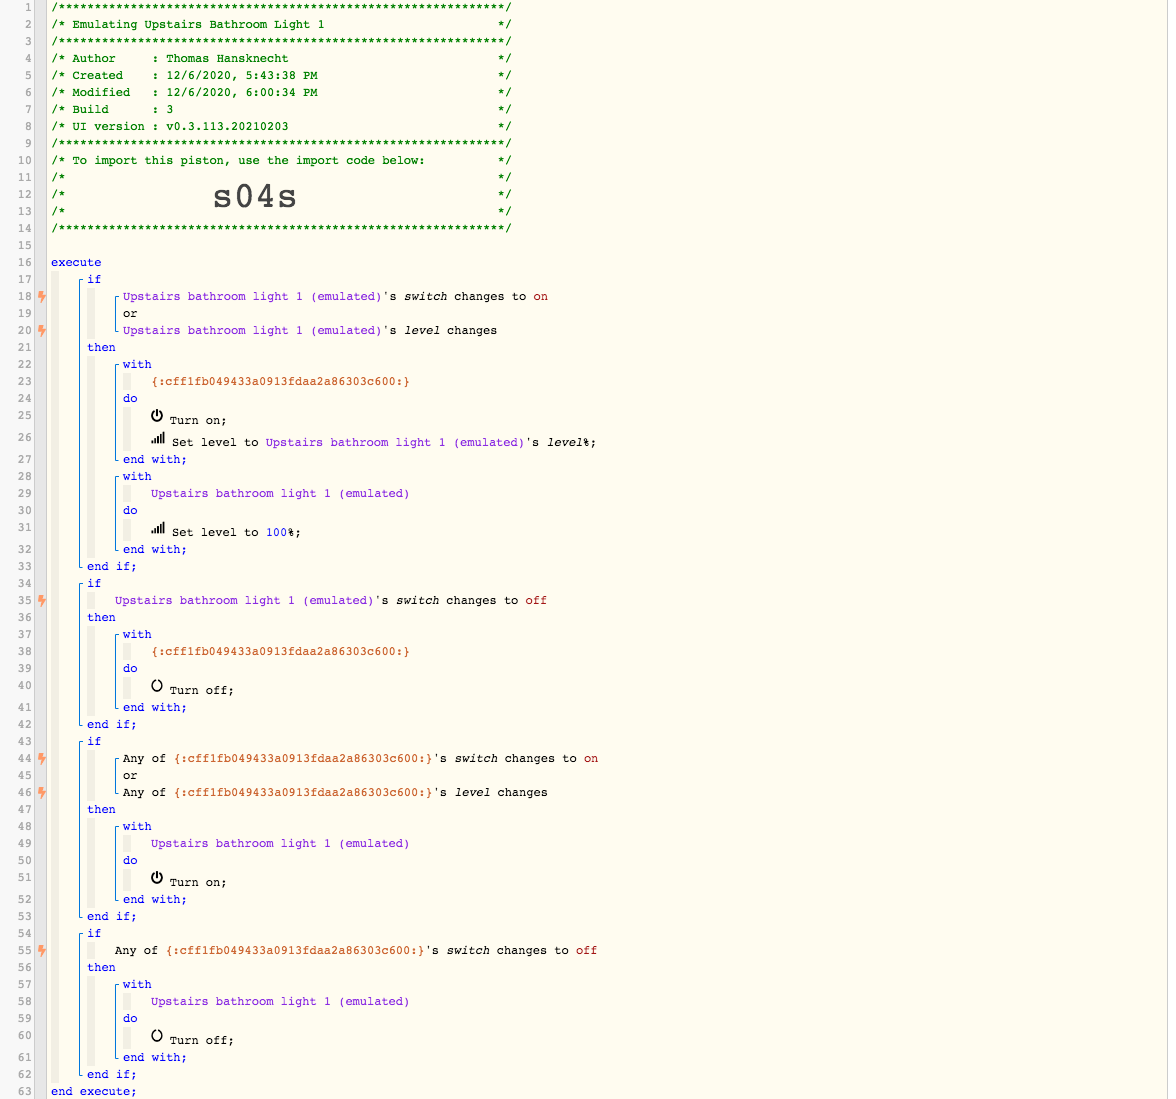 1 /**************************************************************/
2 /* Emulating Upstairs Bathroom Light 1 */
3 /**************************************************************/
4 /* Author : Thomas Hansknecht */
5 /* Created : 12/6/2020, 5:43:38 PM */
6 /* Modified : 12/6/2020, 6:00:34 PM */
7 /* Build : 3 */
8 /* UI version : v0.3.113.20210203 */
9 /**************************************************************/
10 /* To import this piston, use the import code below: */
11 /* */
12 /* s04s */
13 /* */
14 /**************************************************************/
15
16 execute
17 if
18 Upstairs bathroom light 1 (emulated)'s switch changes to on
19 or
20 Upstairs bathroom light 1 (emulated)'s level changes
21 then
22 with
23 {:cff1fb049433a0913fdaa2a86303c600:}
24 do
25 Turn on;
26 Set level to Upstairs bathroom light 1 (emulated)'s level%;
27 end with;
28 with
29 Upstairs bathroom light 1 (emulated)
30 do
31 Set level to 100%;
32 end with;
33 end if;
34 if
35 Upstairs bathroom light 1 (emulated)'s switch changes to off
36 then
37 with
38 {:cff1fb049433a0913fdaa2a86303c600:}
39 do
40 Turn off;
41 end with;
42 end if;
43 if
44 Any of {:cff1fb049433a0913fdaa2a86303c600:}'s switch changes to on
45 or
46 Any of {:cff1fb049433a0913fdaa2a86303c600:}'s level changes
47 then
48 with
49 Upstairs bathroom light 1 (emulated)
50 do
51 Turn on;
52 end with;
53 end if;
54 if
55 Any of {:cff1fb049433a0913fdaa2a86303c600:}'s switch changes to off
56 then
57 with
58 Upstairs bathroom light 1 (emulated)
59 do
60 Turn off;
61 end with;
62 end if;
63 end execute;